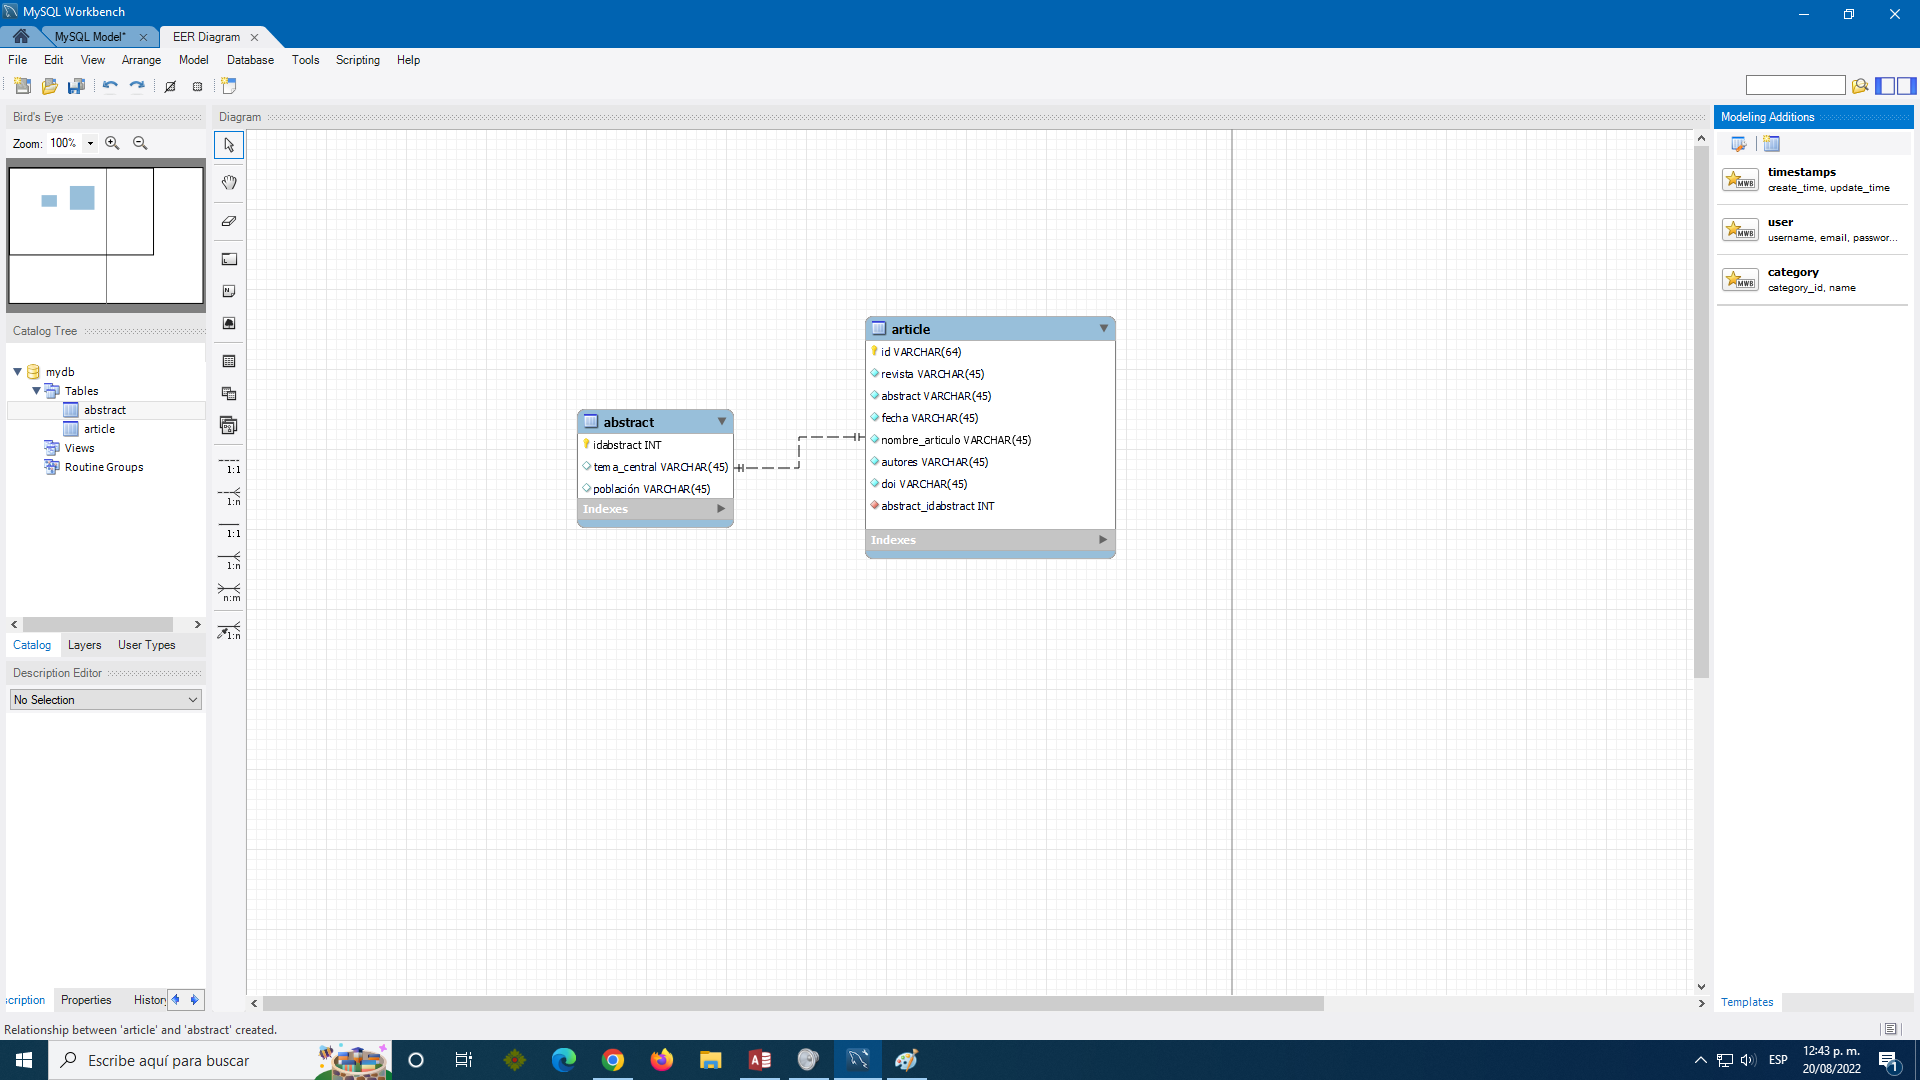 MySQL Workbench
MySQL Model*
EER Diagram
File Edit View Arrange Model Database Tools Scripting Help
Bird's Eye
Zoom: 100%
Catalog Tree
mydb
Tables
abstract
article
Views
Routine Groups
Catalog Layers User Types
Description Editor
No Selection
scription Properties History
Diagram
1:1
1:n
1:1
1:n
n:m
1:n
abstract
idabstract INT
tema_central VARCHAR(45)
población VARCHAR(45)
Indexes
article
id VARCHAR(64)
revista VARCHAR(45)
abstract VARCHAR(45)
fecha VARCHAR(45)
nombre_articulo VARCHAR(45)
autores VARCHAR(45)
doi VARCHAR(45)
abstract_idabstract INT
Indexes
Modeling Additions
MWB
timestamps
create_time, update_time
MWB
user
username, email, passwor...
MWB
category
category_id, name
Templates
Relationship between 'article' and 'abstract' created.
Escribe aquí para buscar
ESP
12:43 p. m.
20/08/2022
1